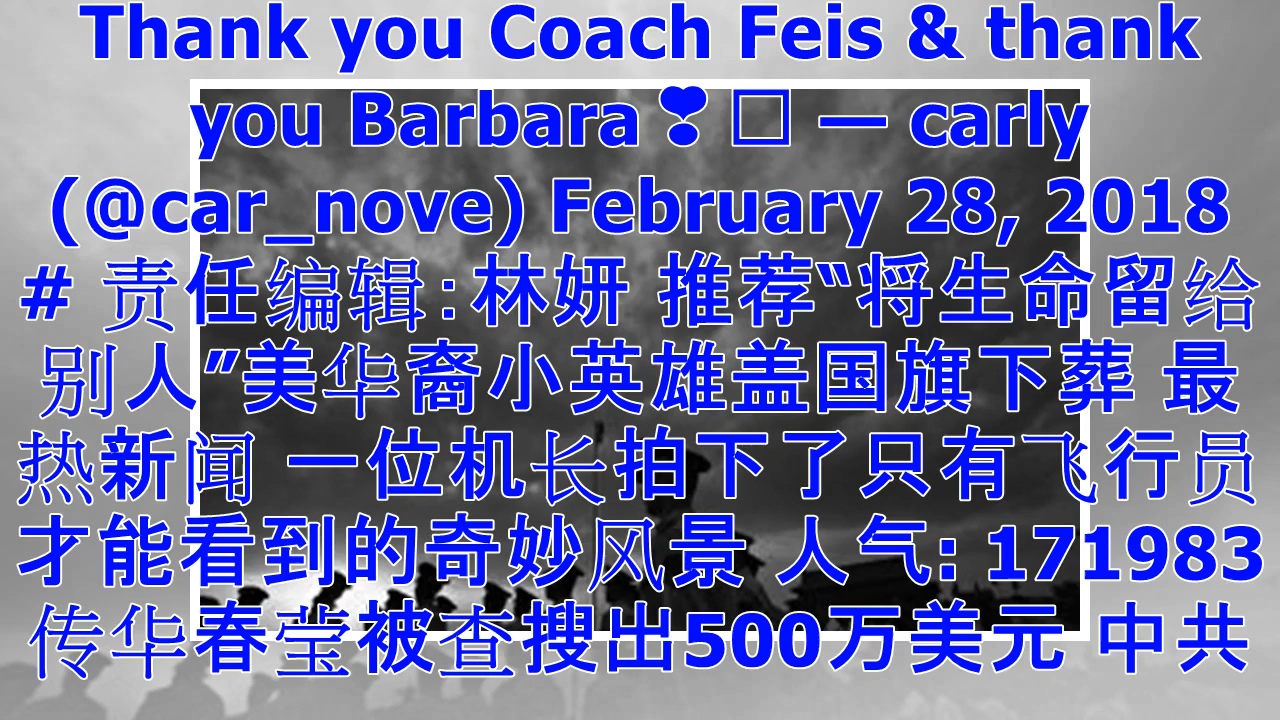 Thank you Coach Feis & thank
you Barbara ❣ □ — carly
(@car_nove) February 28, 2018
# 责任编辑:林妍 推荐“将生命留给
别人”美华裔小英雄盖国旗下葬 最
热新闻 一位机长拍下了只有飞行员
才能看到的奇妙风景 人气: 171983
传华春莹被查搜出500万美元 中共